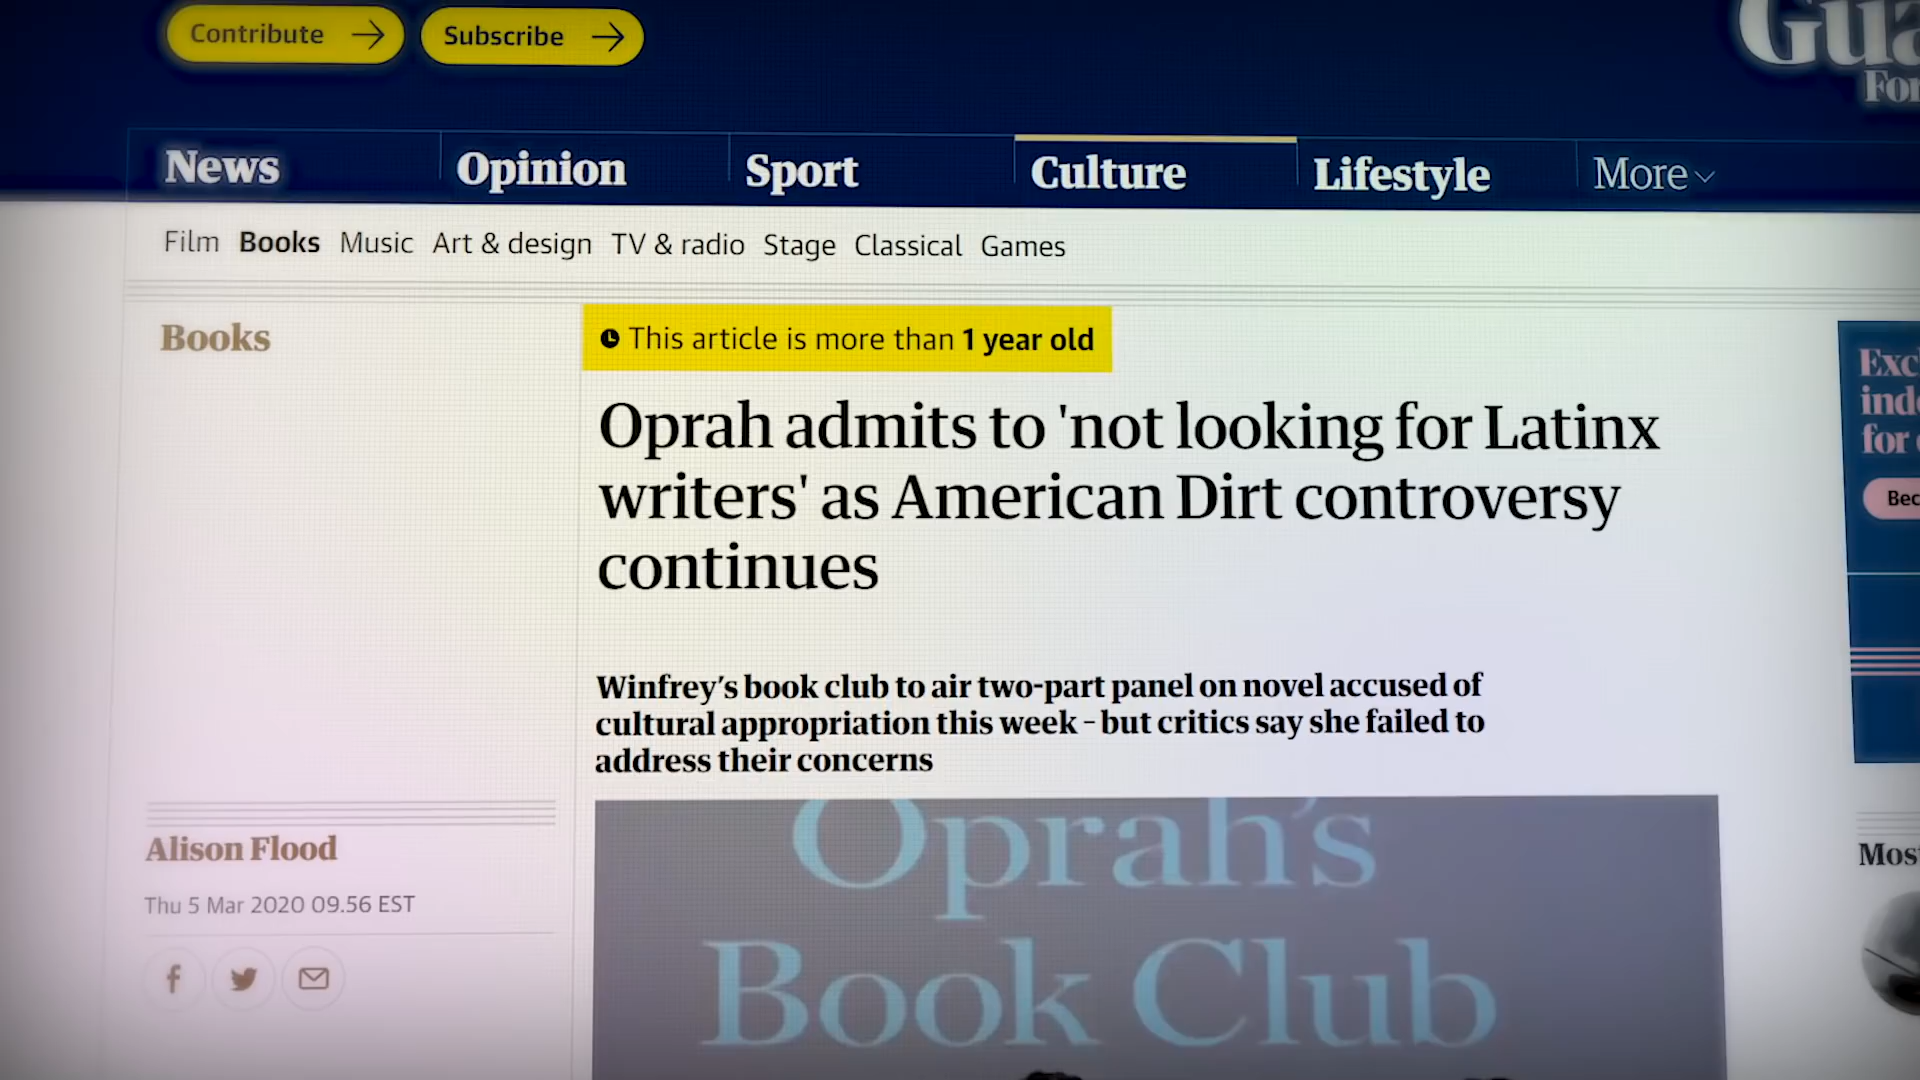 Contribute
Subscribe
News
Opinion
Sport
Culture
Lifestyle
More
Film Books Music Art & design TV & radio Stage Classical Games
Books
This article is more than 1 year old
Oprah admits to 'not looking for Latinx
writers' as American Dirt controversy
continues
Winfrey's book club to air two-part panel on novel accused of
cultural appropriation this week - but critics say she failed to
address their concerns
Alison Flood
Thu 5 Mar 2020 09.56 EST
Oprah's
Book Club
for